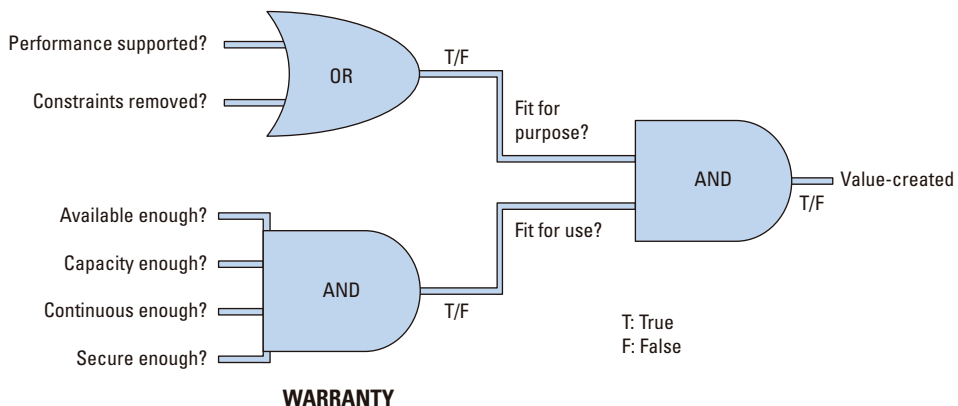 Performance supported?
Constraints removed?
OR
T/F
Fit for
purpose?
AND
Value-created
T/F
Available enough?
Capacity enough?
Continuous enough?
Secure enough?
AND
T/F
Fit for use?
T: True
F: False
WARRANTY